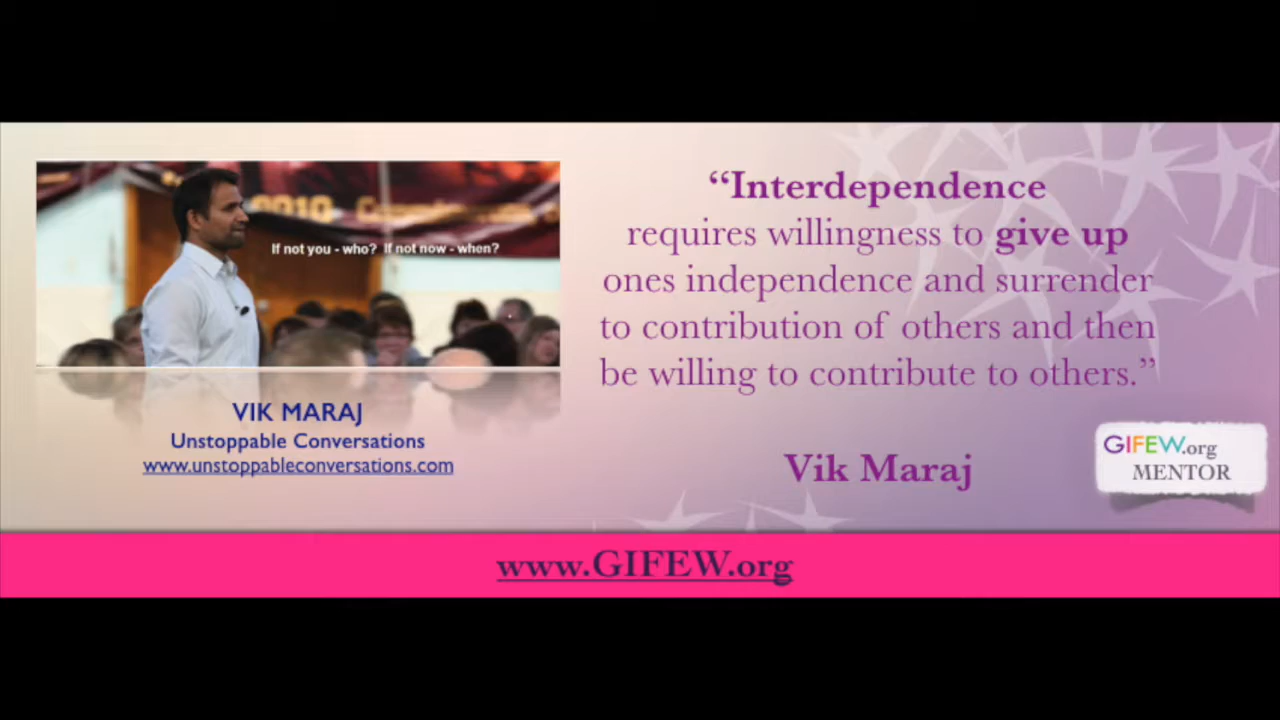 2010
If not you - who? If not now - when?
VIK MARAJ
Unstoppable Conversations
www.unstoppableconversations.com
“Interdependence
requires willingness to give up
ones independence and surrender
to contribution of others and then
be willing to contribute to others.”
Vik Maraj
GIFEW.org
MENTOR
www.GIFEW.org